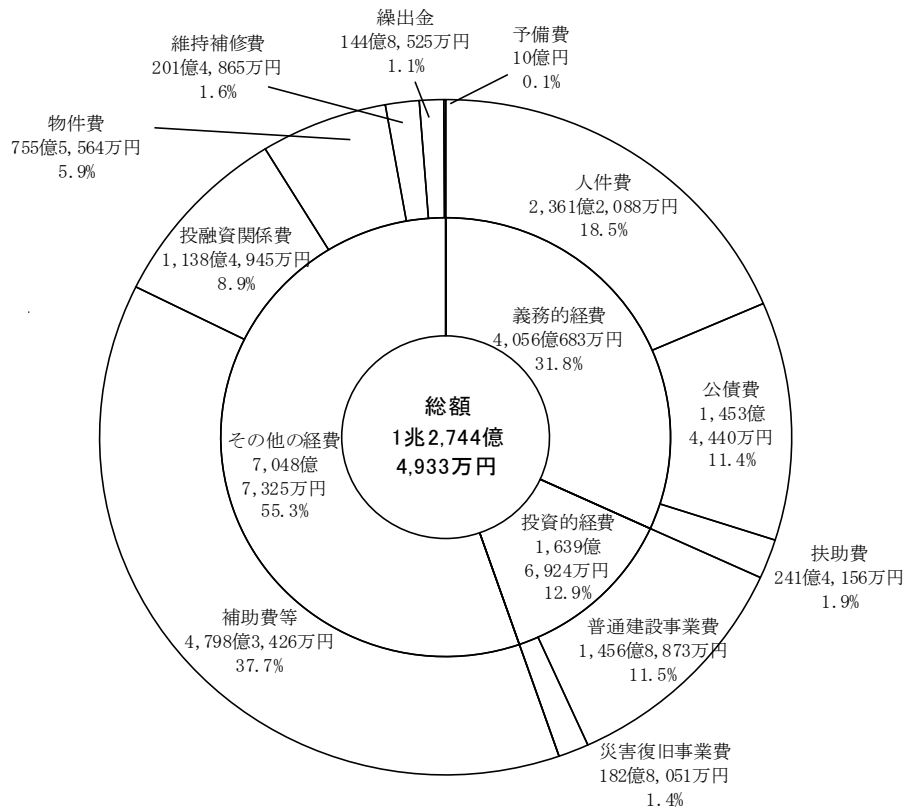 繰出金
144億8,525万円
1.1%
予備費
10億円
0.1%
維持補修費
201億4,865万円
1.6%
物件費
755億5,564万円
5.9%
人件費
2,361億2,088万円
18.5%
投融資関係費
1,138億4,945万円
8.9%
義務的経費
4,056億683万円
31.8%
公債費
1,453億
4,440万円
11.4%
総額
1兆2,744億
4,933万円
その他の経費
7,048億
7,325万円
55.3%
投資的経費
1,639億
6,924万円
12.9%
扶助費
241億4,156万円
1.9%
補助費等
4,798億3,426万円
37.7%
普通建設事業費
1,456億8,873万円
11.5%
災害復旧事業費
182億8,051万円
1.4%